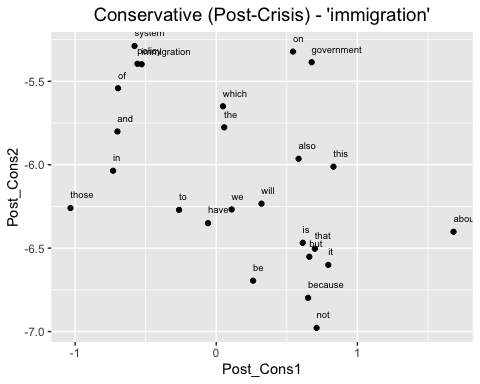 Conservative (Post-Crisis) - 'immigration'
system
on
government
policy
immigration
-5.5
of
which
the
and
also
this
in
-6.0
those
to
have
we
will
abou
is
that
but
it
-6.5
be
because
not
-7.0
-1
0
1
Post_Cons1
Post_Cons2